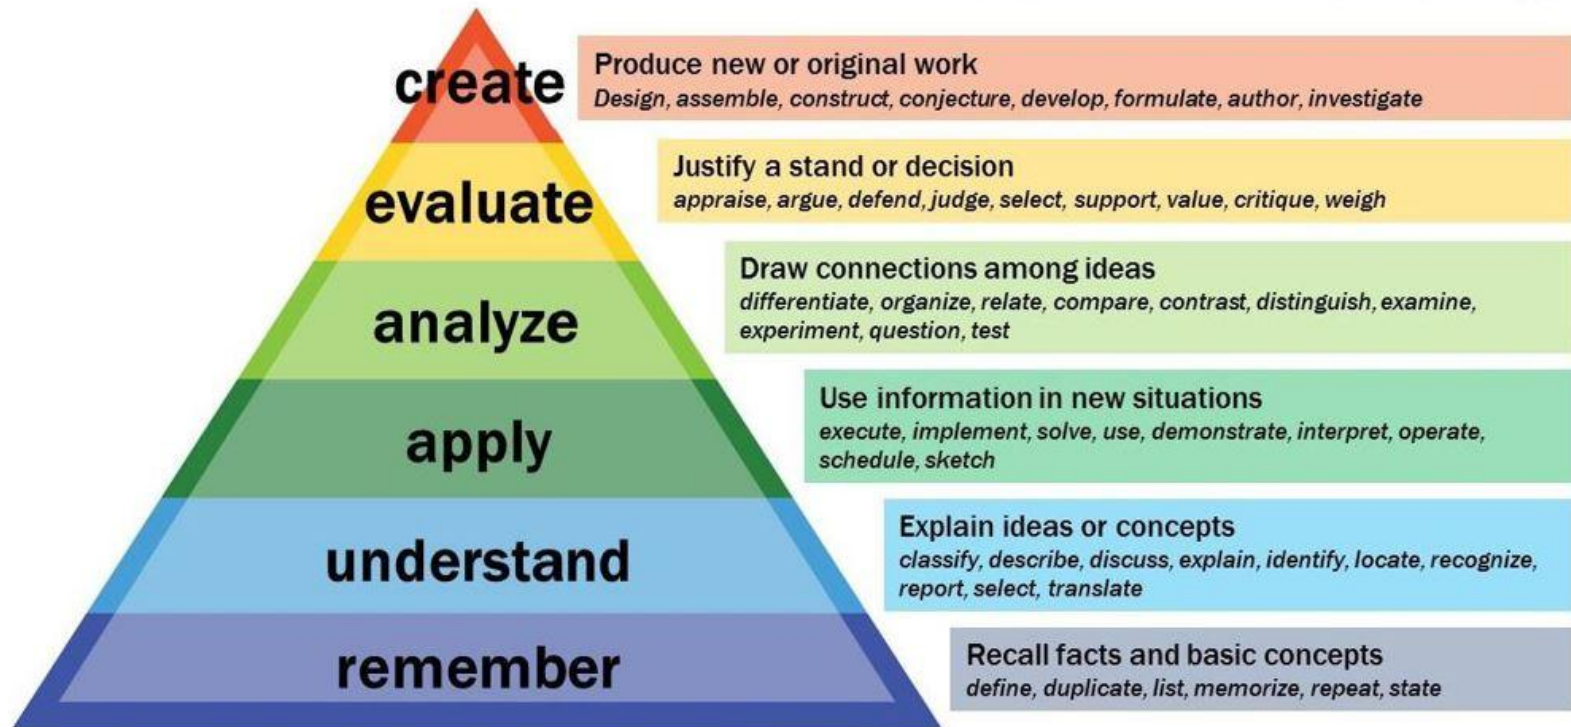 create
Produce new or original work
Design, assemble, construct, conjecture, develop, formulate, author, investigate
evaluate
Justify a stand or decision
appraise, argue, defend, judge, select, support, value, critique, weigh
analyze
Draw connections among ideas
differentiate, organize, relate, compare, contrast, distinguish, examine,
experiment, question, test
apply
Use information in new situations
execute, implement, solve, use, demonstrate, interpret, operate,
schedule, sketch
understand
Explain ideas or concepts
classify, describe, discuss, explain, identify, locate, recognize,
report, select, translate
remember
Recall facts and basic concepts
define, duplicate, list, memorize, repeat, state